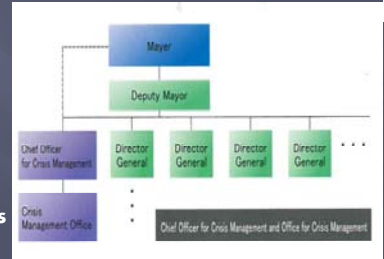 Mayer
Deputy Mayor
Chief Officer
for Crisis Management
Director
General
Director
General
Director
General
Director
General
. . .
Crisis
Management Office
s
Chief Officer for Crisis Management and Office for Crisis Management